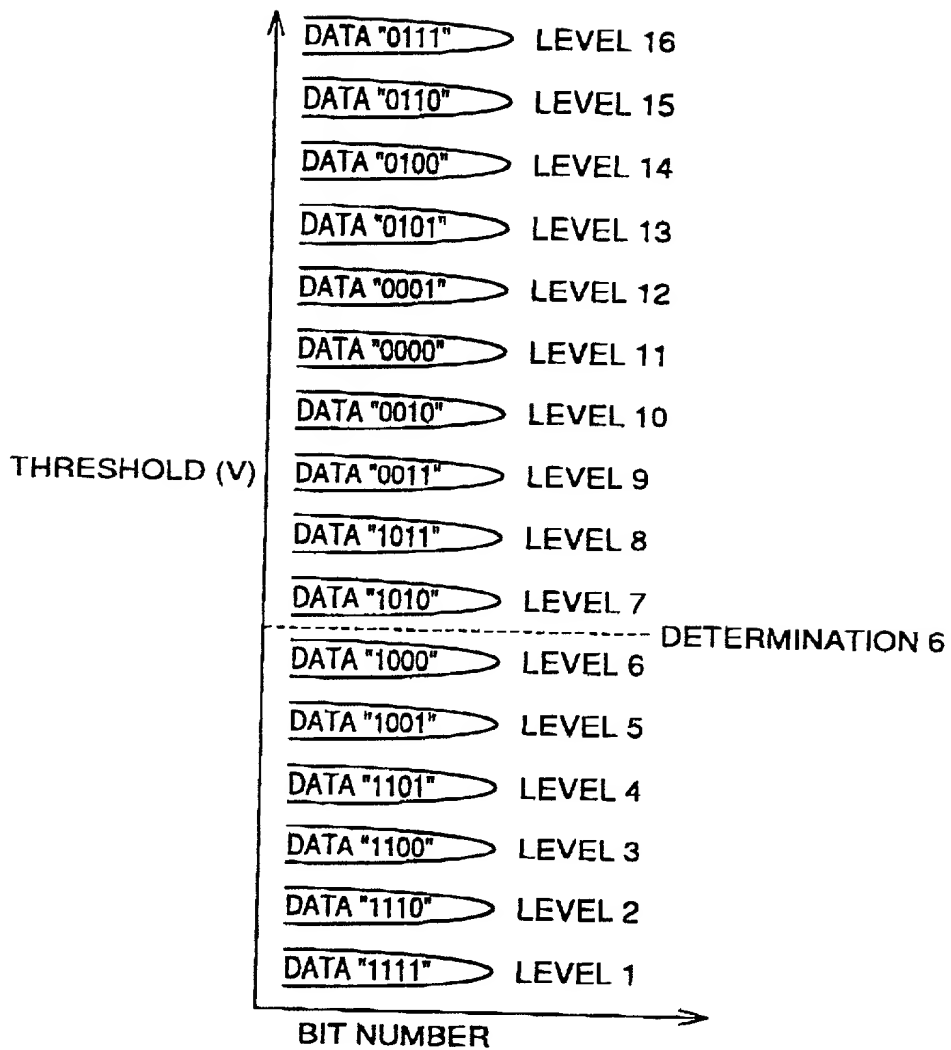 DATA "0111" LEVEL 16
DATA "0110" LEVEL 15
DATA "0100" LEVEL 14
DATA "0101" LEVEL 13
DATA "0001" LEVEL 12
DATA "0000" LEVEL 11
DATA "0010" LEVEL 10
THRESHOLD (V)
DATA "0011" LEVEL 9
DATA "1011" LEVEL 8
DATA "1010" LEVEL 7
DETERMINATION 6
DATA "1000" LEVEL 6
DATA "1001" LEVEL 5
DATA "1101" LEVEL 4
DATA "1100" LEVEL 3
DATA "1110" LEVEL 2
DATA "1111" LEVEL 1
BIT NUMBER